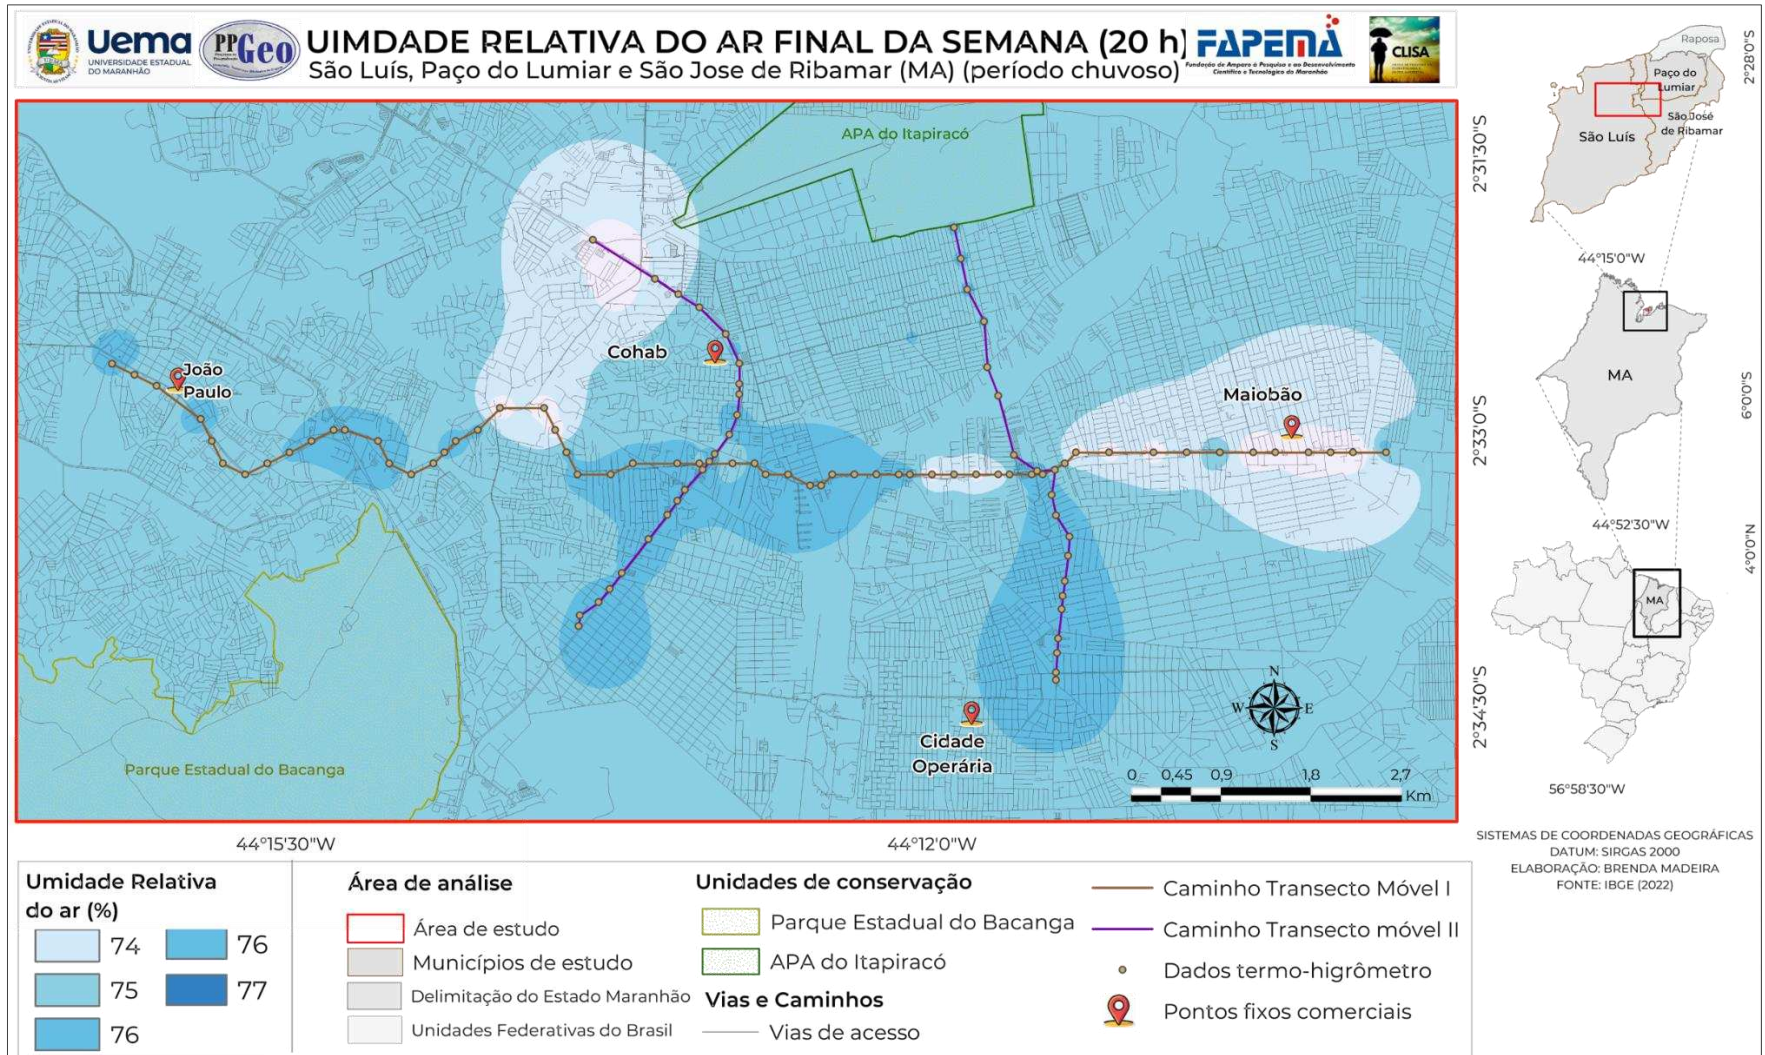 Uema
UNIVERSIDADE ESTADUAL
DO MARANHÃO
PPGeo
UIMDADE RELATIVA DO AR FINAL DA SEMANA (20 h)
São Luís, Paço do Lumiar e São Jose de Ribamar (MA) (período chuvoso)
FAPEMA
Fundação de Amparo à Pesquisa e ao Desenvolvimento
Científico e Tecnológico do Maranhão
CLISA
APA do Itapiracó
Cohab
João
Paulo
Maiobão
Cidade
Operária
Parque Estadual do Bacanga
N
W
E
S
0 0,45 0,9 1,8 2,7
Km
2°31'30"S
2°33'0"S
2°34'30"S
44°15'30"W
44°12'0"W
Raposa
Paço do
Lumiar
São José
de Ribamar
São Luís
2°28'0"S
44°15'0"W
MA
6°0'0"S
44°52'30"W
4°0'0"N
MA
56°58'30"W
SISTEMAS DE COORDENADAS GEOGRÁFICAS
DATUM: SIRGAS 2000
ELABORAÇÃO: BRENDA MADEIRA
FONTE: IBGE (2022)
Umidade Relativa
do ar (%)
74
75
76
76
77
Área de análise
Área de estudo
Municípios de estudo
Delimitação do Estado Maranhão
Unidades Federativas do Brasil
Unidades de conservação
Parque Estadual do Bacanga
APA do Itapiracó
Vias e Caminhos
Vias de acesso
Caminho Transecto Móvel I
Caminho Transecto móvel II
Dados termo-higrômetro
Pontos fixos comerciais